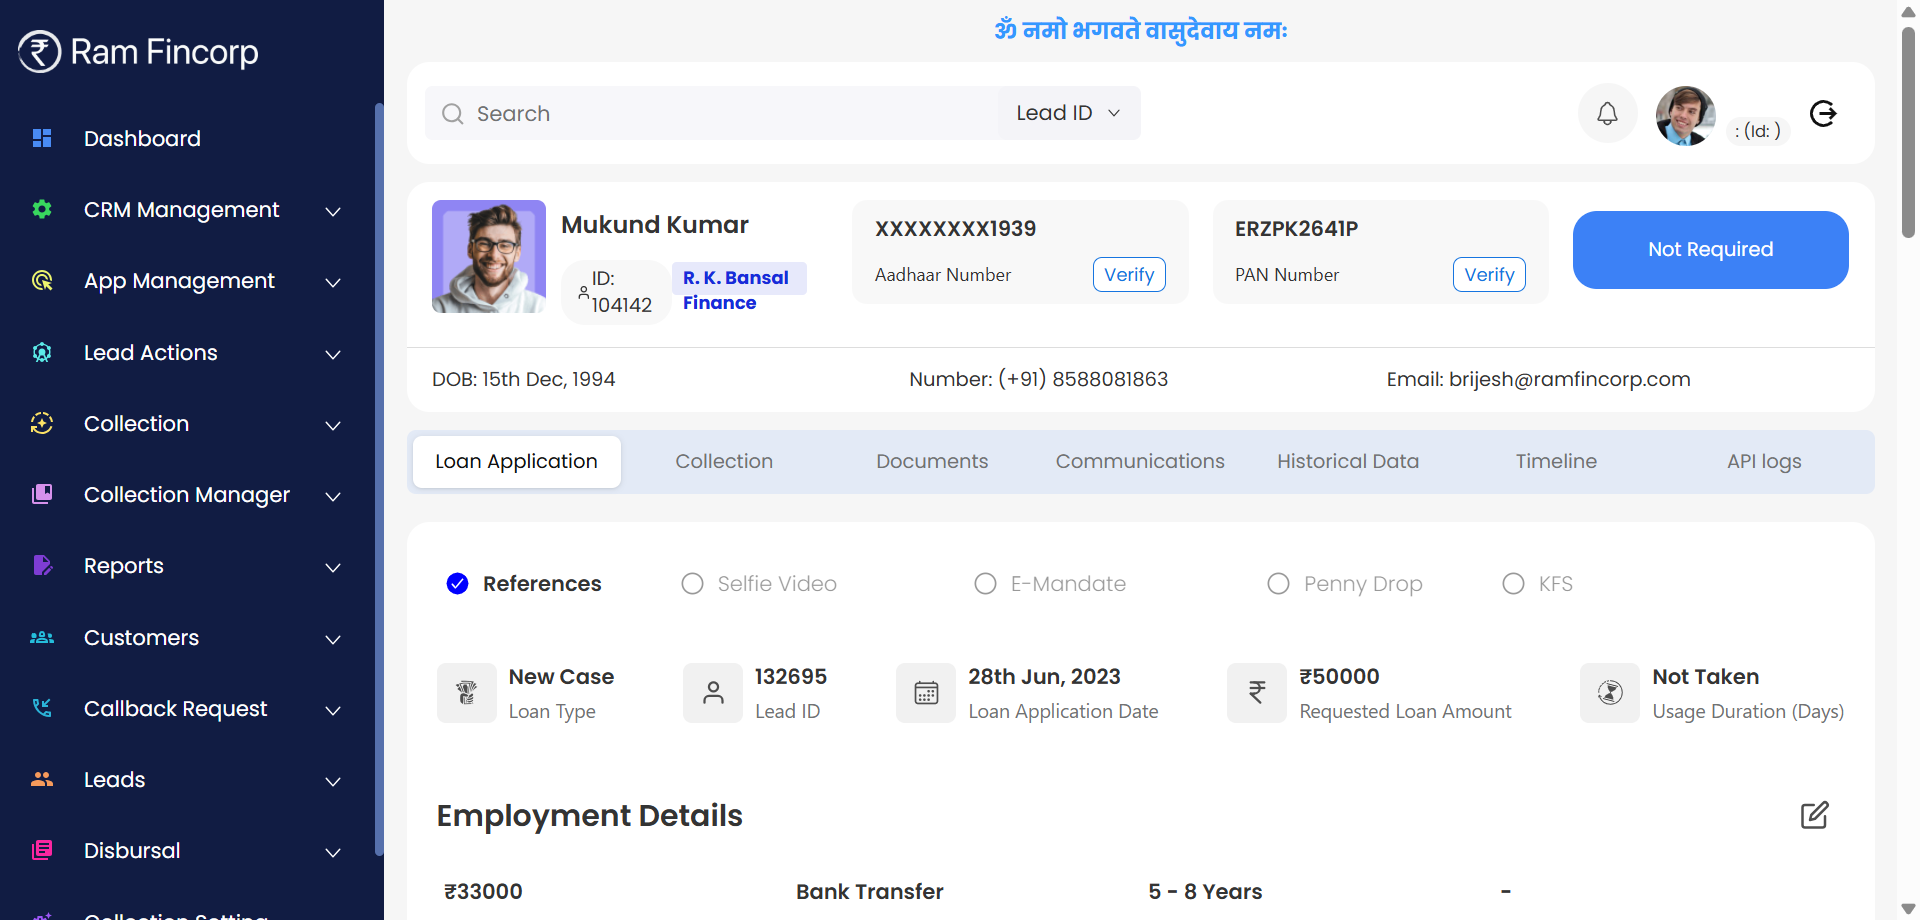 ॐ नमो भगवते वासुदेवाय नमः
Ram Fincorp
Dashboard
CRM Management
App Management
Lead Actions
Collection
Collection Manager
Reports
Customers
Callback Request
Leads
Disbursal
Collection Setting
Search
Lead ID
: (Id: )
Mukund Kumar
ID:
104142
R. K. Bansal
Finance
XXXXXXXX1939
Aadhaar Number
Verify
ERZPK2641P
PAN Number
Verify
Not Required
DOB: 15th Dec, 1994
Number: (+91) 8588081863
Email: brijesh@ramfincorp.com
Loan Application
Collection
Documents
Communications
Historical Data
Timeline
API logs
References
Selfie Video
E-Mandate
Penny Drop
KFS
New Case
Loan Type
132695
Lead ID
28th Jun, 2023
Loan Application Date
₹50000
Requested Loan Amount
Not Taken
Usage Duration (Days)
Employment Details
₹33000
Bank Transfer
5 - 8 Years
-